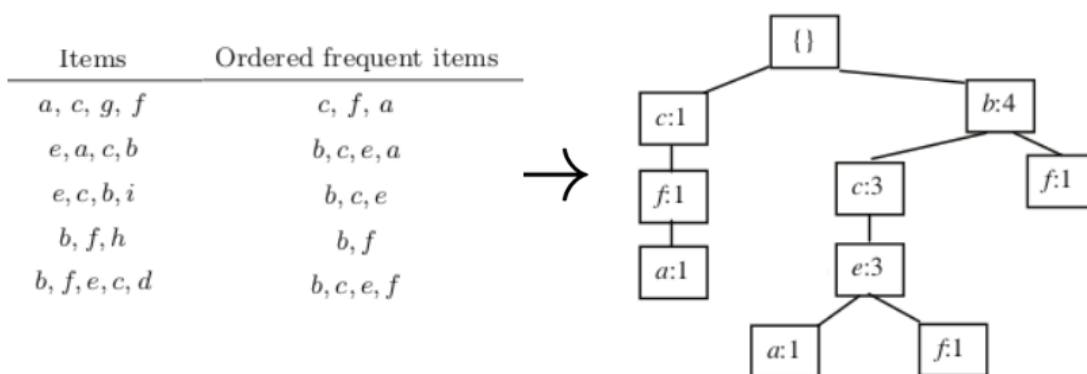 Items Ordered frequent items
a, c, g, f c, f, a
e, a, c, b b, c, e, a
e, c, b, i b, c, e
b, f, h b, f
b, f, e, c, d b, c, e, f
{}
c:1 b:4
f:1 c:3 f:1
a:1 e:3
a:1 f:1